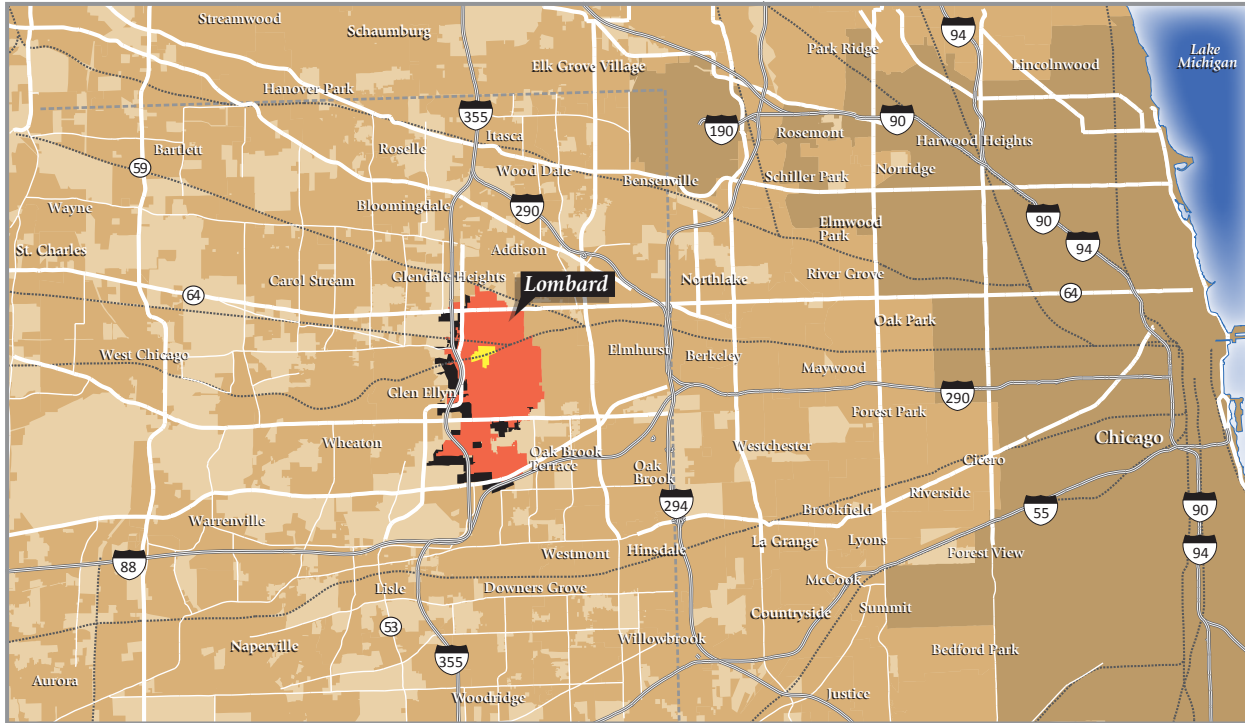 Streamwood
Schaumburg
94
Park Ridge
Lake
Michigan
Elk Grove Village
Lincolnwood
Hanover Park
355
190
90
Itasca
Rosemont
Harwood Heights
Roselle
Bartlett
59
Wood Dale
Bensenville
Schiller Park
Norridge
Wayne
Bloomingdale
290
Elmwood
Park
90
94
St. Charles
Addison
Carol Stream
Glendale Heights
Lombard
Northlake
River Grove
64
64
Oak Park
West Chicago
Elmhurst
Berkeley
Maywood
Glen Ellyn
290
Forest Park
Wheaton
Oak Brook
Terrace
Westchester
Chicago
Oak
Brook
Cicero
Riverside
294
Brookfield
55
90
Warrenville
Westmont
Hinsdale
La Grange
Lyons
Forest View
94
88
Lisle
Downers Grove
McCook
Countryside
Summit
53
Naperville
Willowbrook
355
Bedford Park
Aurora
Woodridge
Justice